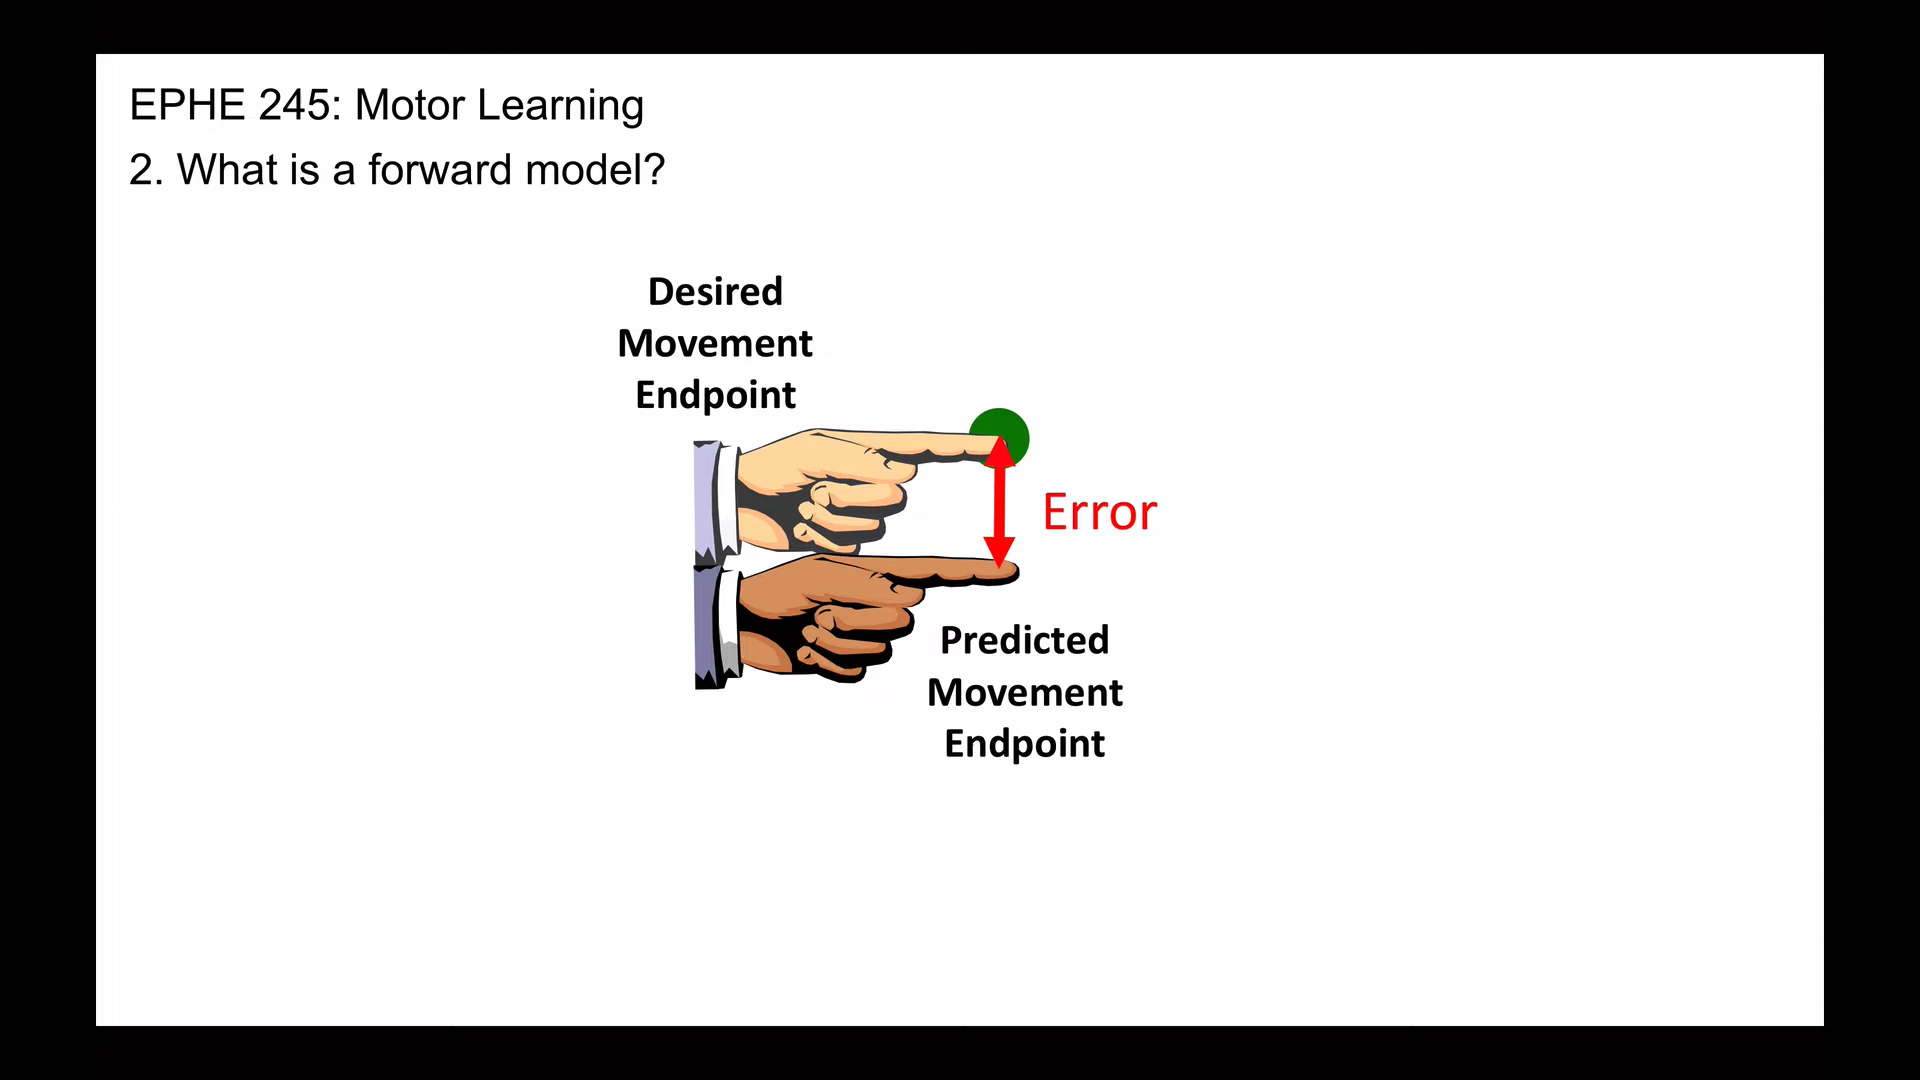 EPHE 245: Motor Learning
2. What is a forward model?
Desired
Movement
Endpoint
Error
Predicted
Movement
Endpoint